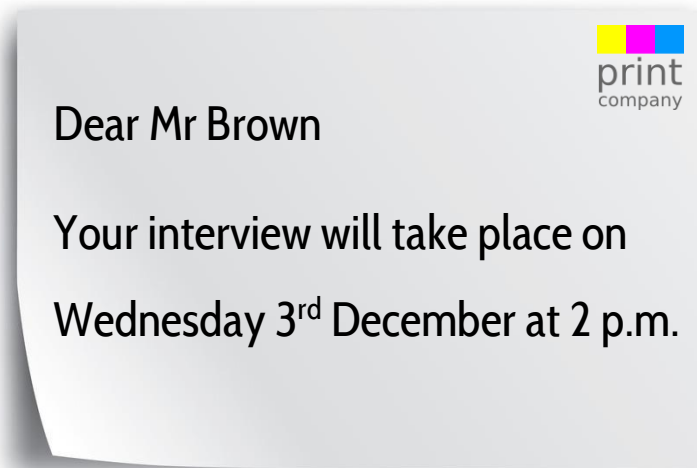 print
company
Dear Mr Brown
Your interview will take place on
Wednesday 3rd December at 2 p.m.